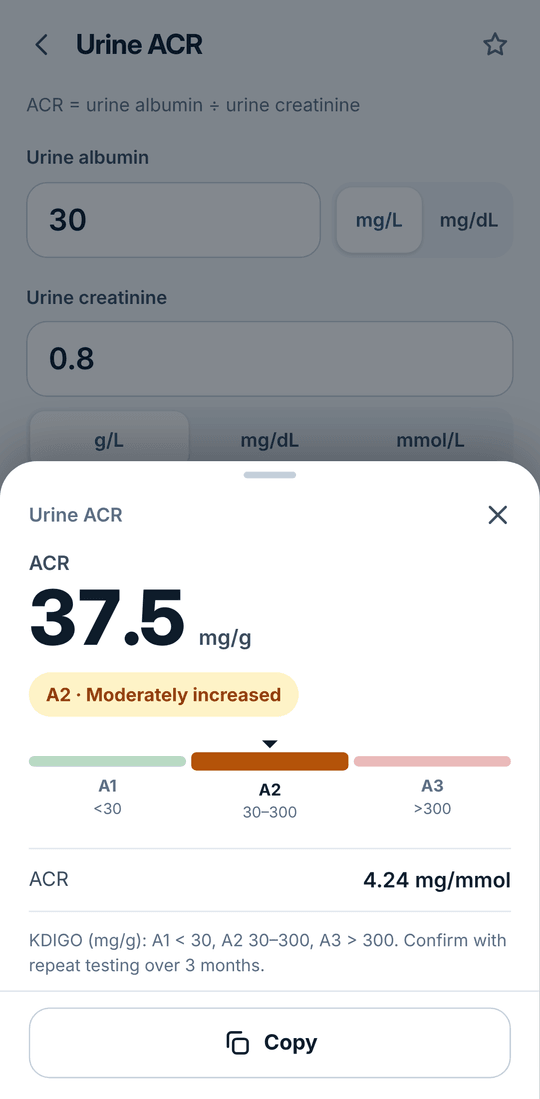 Urine ACR
ACR = urine albumin ÷ urine creatinine
Urine albumin
30 mg/L mg/dL
Urine creatinine
0.8
g/L mg/dL mmol/L
Urine ACR
ACR
37.5 mg/g
A2 · Moderately increased
A1 A2 A3
<30 30–300 >300
ACR 4.24 mg/mmol
KDIGO (mg/g): A1 < 30, A2 30–300, A3 > 300. Confirm with
repeat testing over 3 months.
Copy